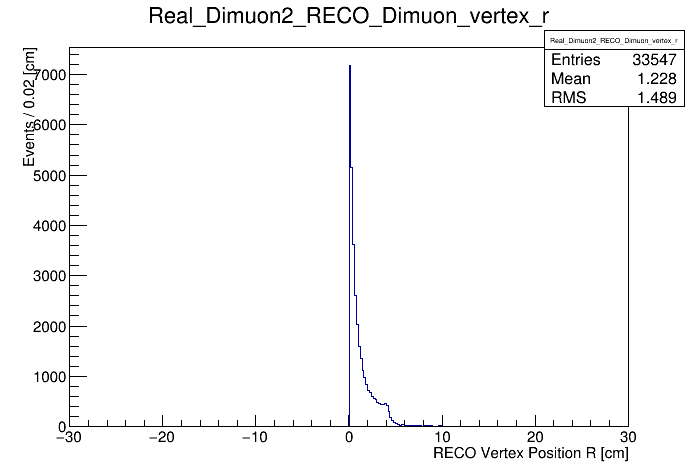 Real_Dimuon2_RECO_Dimuon_vertex_r
Real_Dimuon2_RECO_Dimuon_vertex_r
Entries 33547
Mean 1.228
RMS 1.489
Events / 0.02 [cm]
7000
6000
5000
4000
3000
2000
1000
0
−30 −20 −10 0 10 20 30
RECO Vertex Position R [cm]